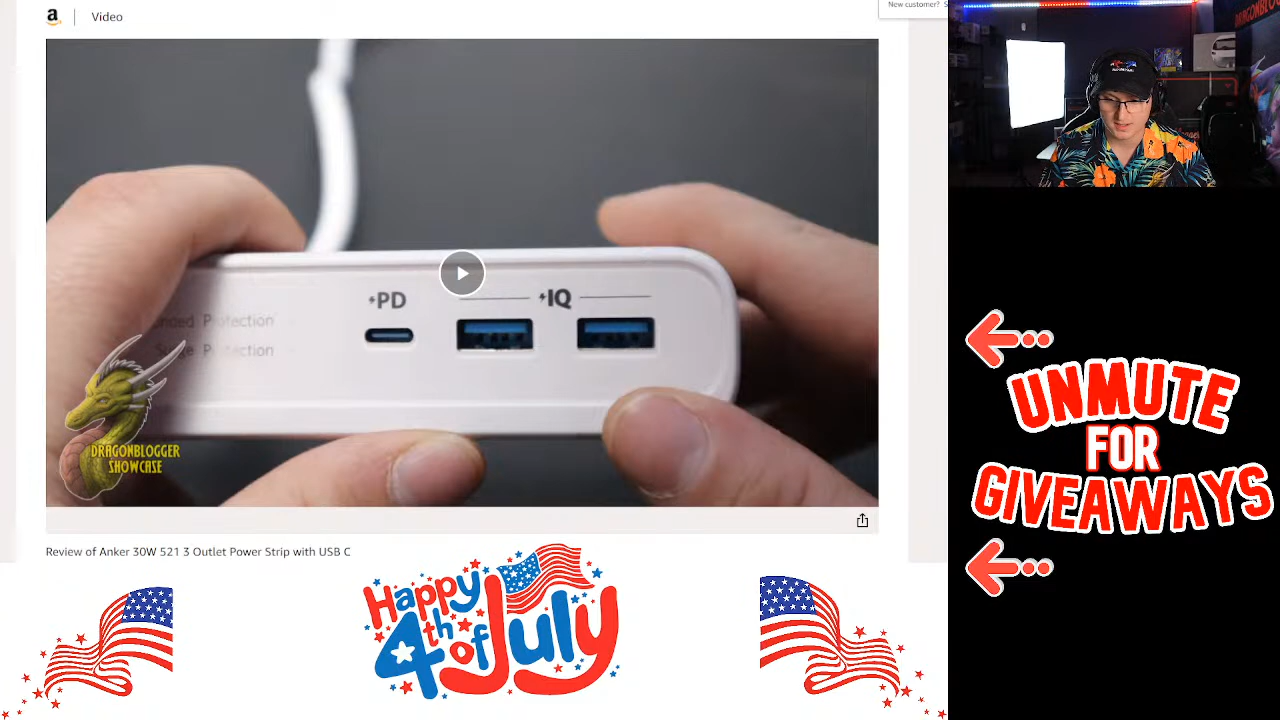 a
Video
New customer?
⚡PD
⚡IQ
Protection
DRAGONBLOGGER
SHOWCASE
Review of Anker 30W 521 3 Outlet Power Strip with USB C
Happy
4th
of July
UNMUTE
FOR
GIVEAWAYS